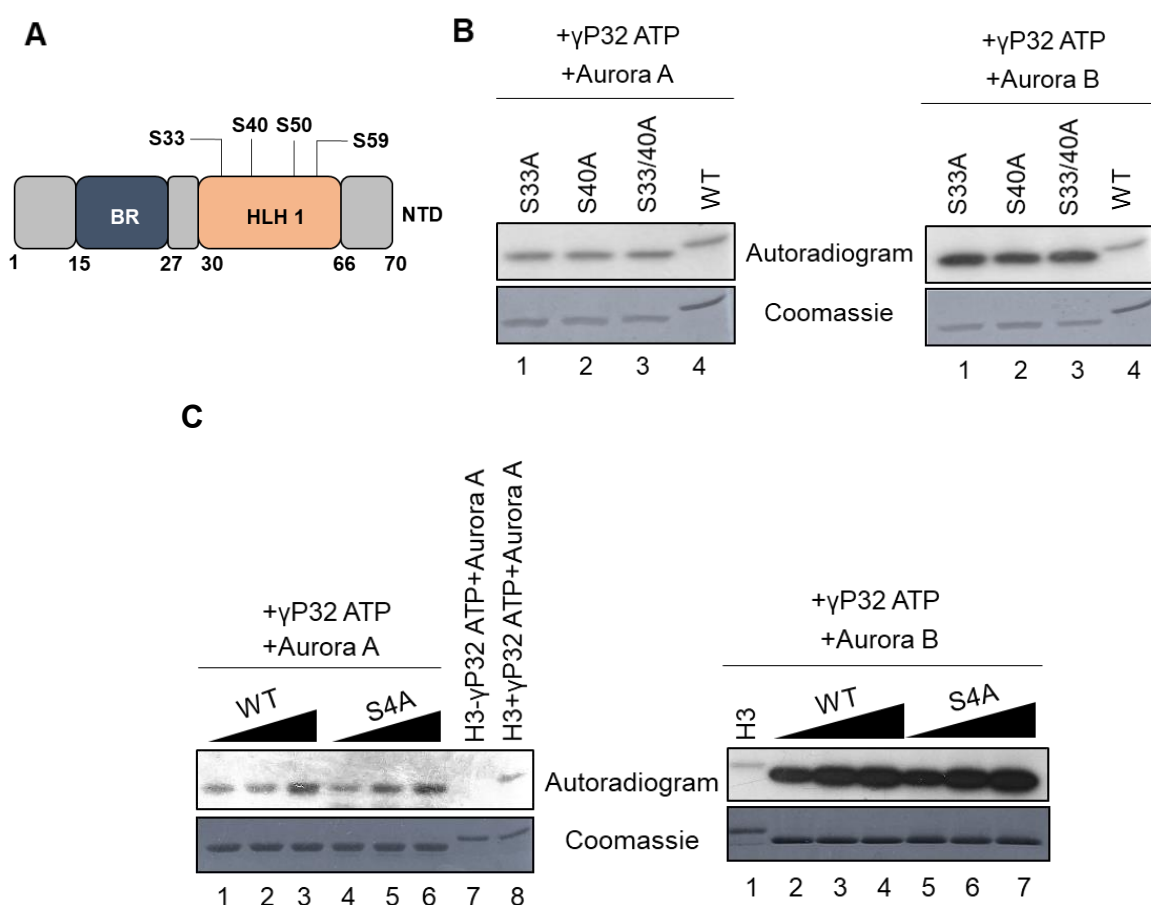 A
S33
S40
S50
S59
BR
HLH 1
NTD
1
15
27
30
66
70
B
+γP32 ATP
+Aurora A
S33A
S40A
S33/40A
WT
Autoradiogram
Coomassie
1 2 3 4
+γP32 ATP
+Aurora B
S33A
S40A
S33/40A
WT
1 2 3 4
C
+γP32 ATP
+Aurora A
WT
S4A
H3-γP32 ATP+Aurora A
H3+γP32 ATP+Aurora A
Autoradiogram
Coomassie
1 2 3 4 5 6 7 8
+γP32 ATP
+Aurora B
H3
WT
S4A
1 2 3 4 5 6 7